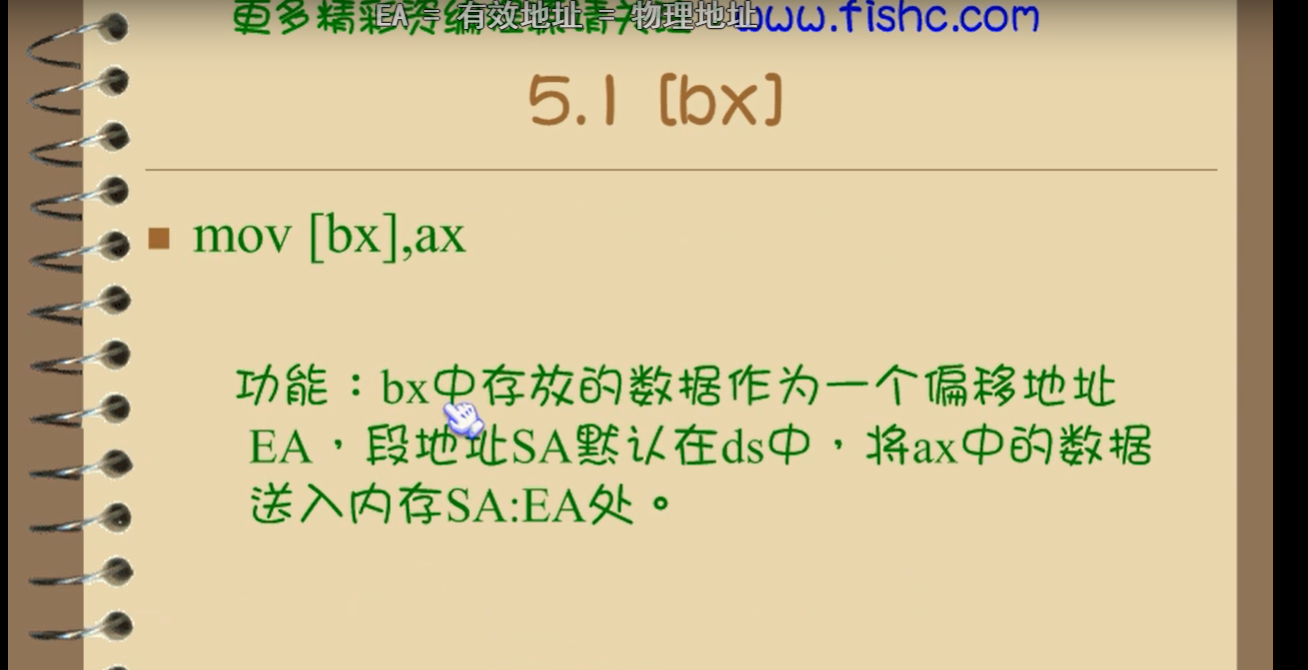 更多精彩
EA = 有效地址 = 物理地址
www.fishc.com
5.1 [bx]
mov [bx],ax
功能：bx中存放的数据作为一个偏移地址
EA，段地址SA默认在ds中，将ax中的数据
送入内存SA:EA处。